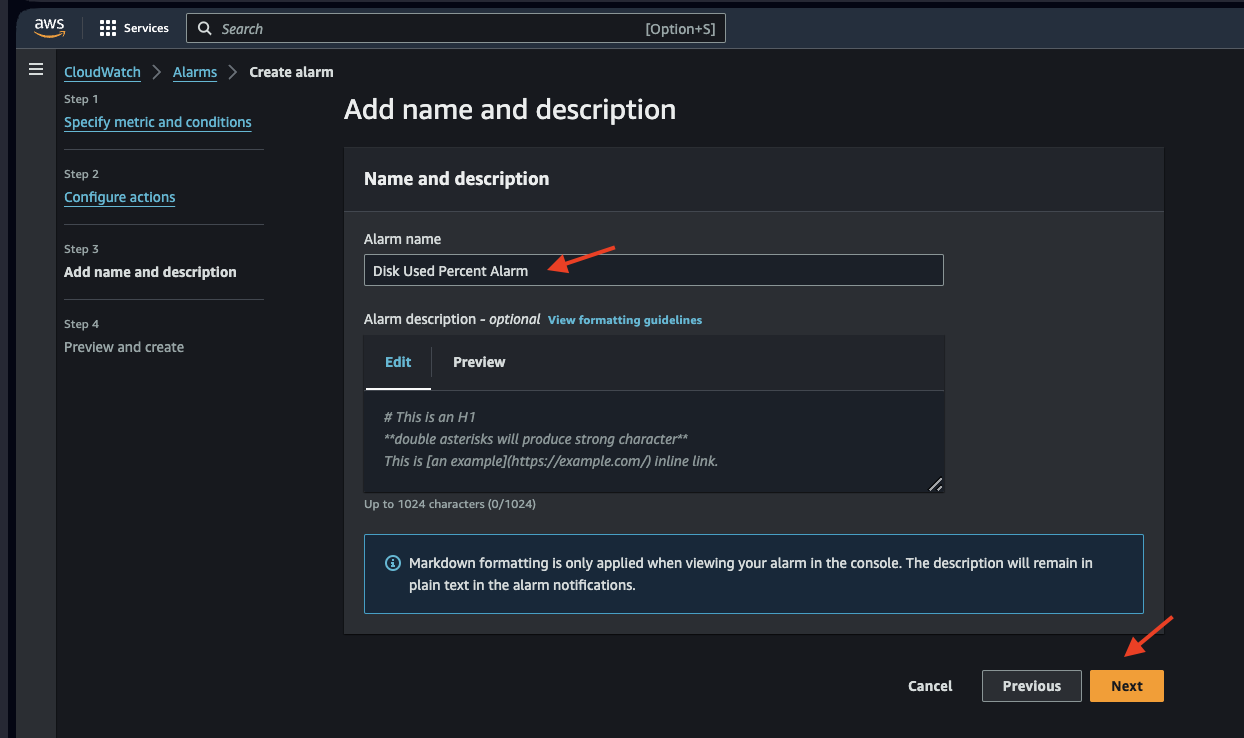 aws
Services
Search
[Option+S]
CloudWatch
Alarms
Create alarm
Step 1
Specify metric and conditions
Step 2
Configure actions
Step 3
Add name and description
Step 4
Preview and create
Add name and description
Name and description
Alarm name
Disk Used Percent Alarm
Alarm description - optional View formatting guidelines
Edit
Preview
# This is an H1
**double asterisks will produce strong character**
This is [an example](https://example.com/) inline link.
Up to 1024 characters (0/1024)
Markdown formatting is only applied when viewing your alarm in the console. The description will remain in
plain text in the alarm notifications.
Cancel
Previous
Next